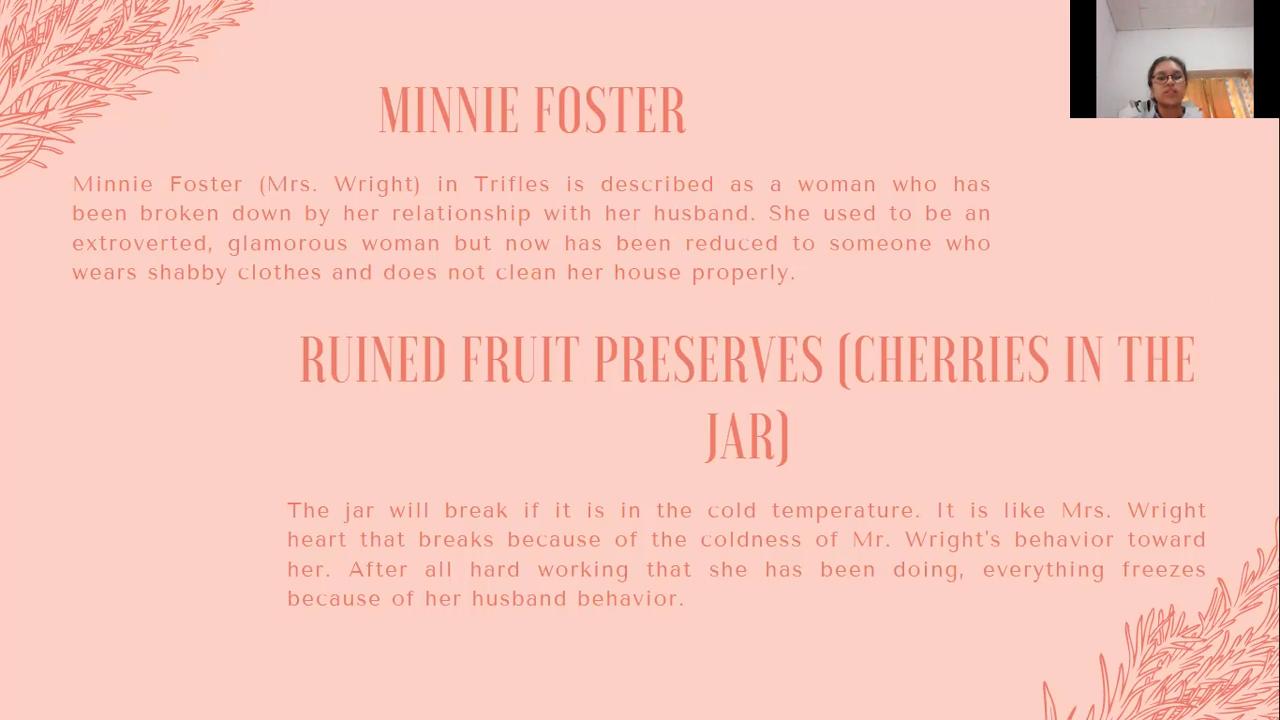 MINNIE FOSTER
Minnie Foster (Mrs. Wright) in Trifles is described as a woman who has
been broken down by her relationship with her husband. She used to be an
extroverted, glamorous woman but now has been reduced to someone who
wears shabby clothes and does not clean her house properly.
RUINED FRUIT PRESERVES (CHERRIES IN THE
JAR)
The jar will break if it is in the cold temperature. It is like Mrs. Wright
heart that breaks because of the coldness of Mr. Wright's behavior toward
her. After all hard working that she has been doing, everything freezes
because of her husband behavior.